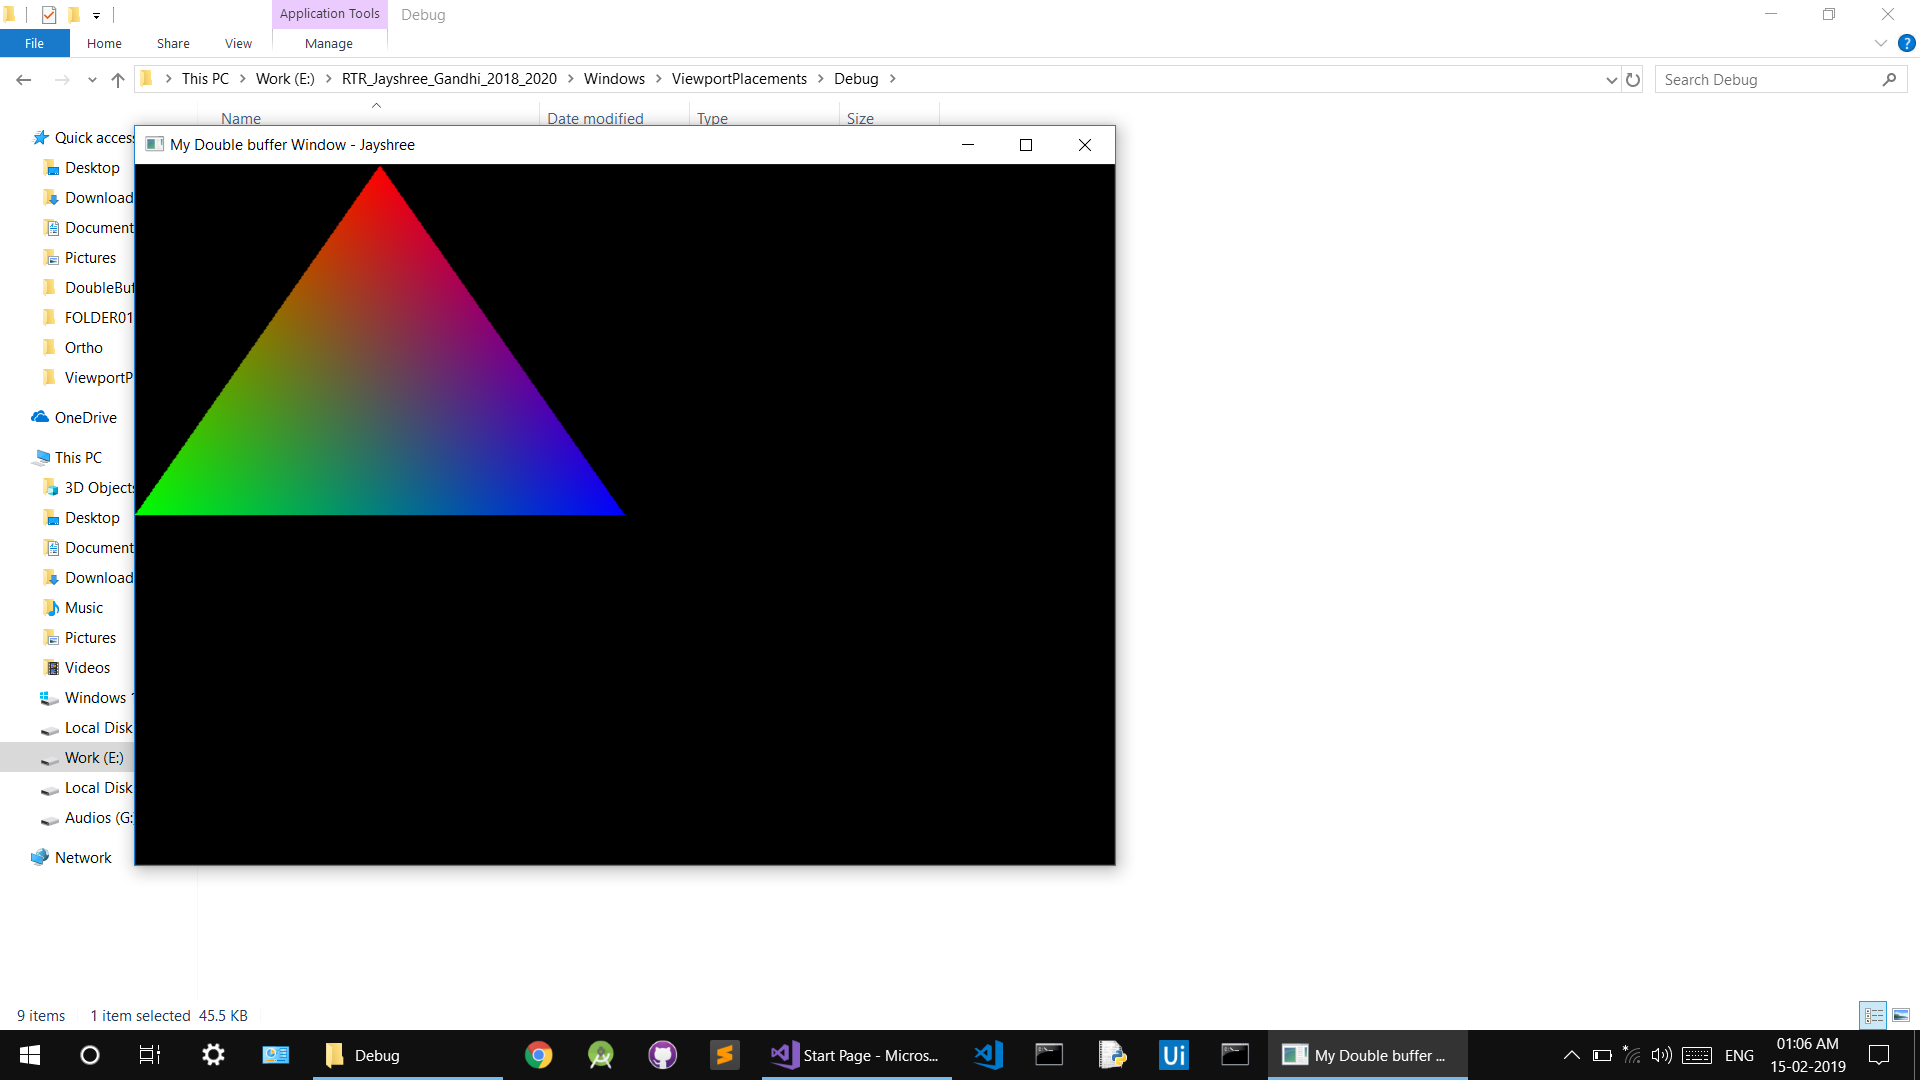 Application Tools
Debug
File
Home
Share
View
Manage
?
This PC
Work (E:)
RTR_Jayshree_Gandhi_2018_2020
Windows
ViewportPlacements
Debug
Search Debug
Name
Date modified
Type
Size
My Double buffer Window - Jayshree
Quick access
Desktop
Download
Document
Pictures
DoubleBuf
FOLDER01
Ortho
ViewportP
OneDrive
This PC
3D Objects
Desktop
Document
Download
Music
Pictures
Videos
Windows 1
Local Disk
Work (E:)
Local Disk
Audios (G:
Network
9 items
1 item selected 45.5 KB
Debug
Start Page - Micros...
Ui
My Double buffer ...
ENG
01:06 AM
15-02-2019